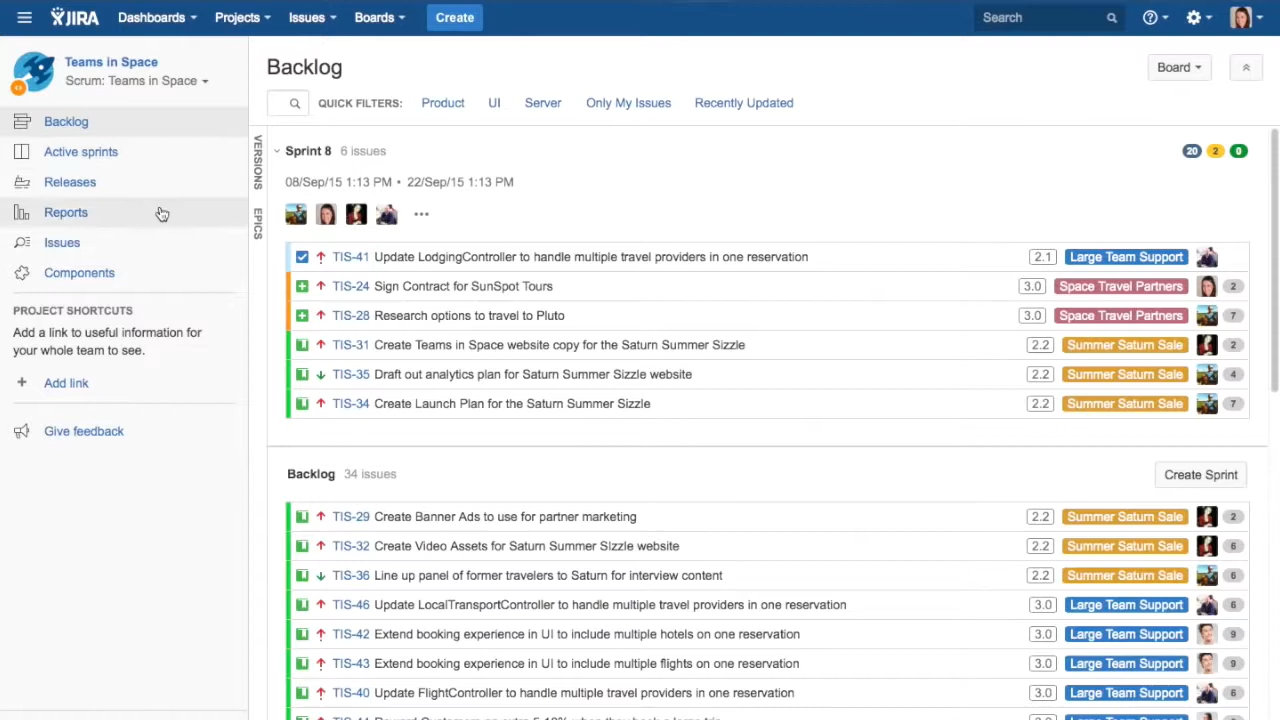 JIRA Dashboards Projects Issues Boards Create Search
Teams in Space
Scrum: Teams in Space
Backlog
Active sprints
Releases
Reports
Issues
Components
PROJECT SHORTCUTS
Add a link to useful information for
your whole team to see.
+ Add link
Give feedback
Backlog
Board
QUICK FILTERS: Product UI Server Only My Issues Recently Updated
VERSIONS
EPICS
Sprint 8 6 issues 20 2 0
08/Sep/15 1:13 PM • 22/Sep/15 1:13 PM
•••
TIS-41 Update LodgingController to handle multiple travel providers in one reservation 2.1 Large Team Support
TIS-24 Sign Contract for SunSpot Tours 3.0 Space Travel Partners 2
TIS-28 Research options to travel to Pluto 3.0 Space Travel Partners 7
TIS-31 Create Teams in Space website copy for the Saturn Summer Sizzle 2.2 Summer Saturn Sale 2
TIS-35 Draft out analytics plan for Saturn Summer Sizzle website 2.2 Summer Saturn Sale 4
TIS-34 Create Launch Plan for the Saturn Summer Sizzle 2.2 Summer Saturn Sale 7
Backlog 34 issues Create Sprint
TIS-29 Create Banner Ads to use for partner marketing 2.2 Summer Saturn Sale 2
TIS-32 Create Video Assets for Saturn Summer SIzzle website 2.2 Summer Saturn Sale 6
TIS-36 Line up panel of former travelers to Saturn for interview content 2.2 Summer Saturn Sale 6
TIS-46 Update LocalTransportController to handle multiple travel providers in one reservation 3.0 Large Team Support 6
TIS-42 Extend booking experience in UI to include multiple hotels on one reservation 3.0 Large Team Support 9
TIS-43 Extend booking experience in UI to include multiple flights on one reservation 3.0 Large Team Support 9
TIS-40 Update FlightController to handle multiple travel providers in one reservation 3.0 Large Team Support 6